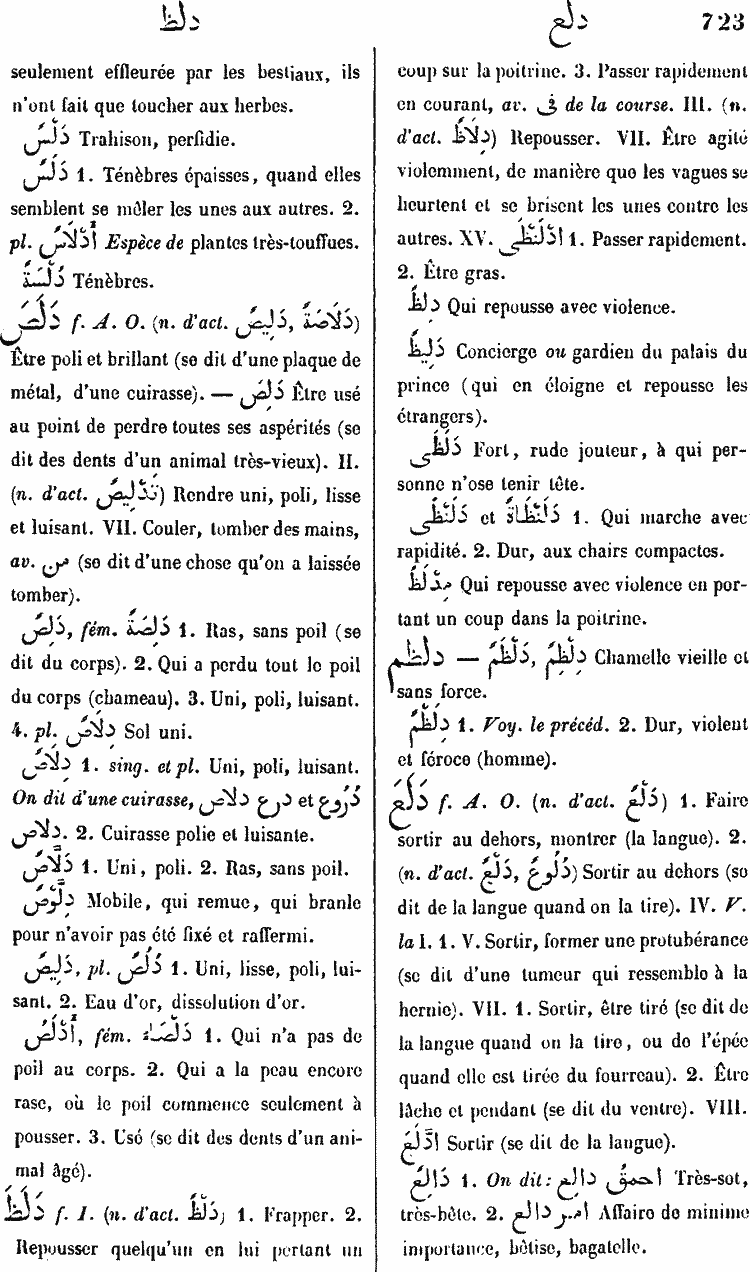 دلظ
دلع
723
seulement effleurée par les bestiaux, ils
n'ont fait que toucher aux herbes.
دَلْسٌ Trahison, perfidie.
دَلَسٌ 1. Ténèbres épaisses, quand elles
semblent se mêler les unes aux autres. 2.
pl. أَدْلَاسٌ Espèce de plantes très-touffues.
دُلْسَةٌ Ténèbres.
دَلَصَ f. A. O. (n. d'act. دَلِيصٌ, دَلَاصَةٌ)
Être poli et brillant (se dit d'une plaque de
métal, d'une cuirasse). — دَلِصَ Être usé
au point de perdre toutes ses aspérités (se
dit des dents d'un animal très-vieux). II.
(n. d'act. تَدْلِيصٌ) Rendre uni, poli, lisse
et luisant. VII. Couler, tomber des mains,
av. من (se dit d'une chose qu'on a laissée
tomber).
دَلِصٌ, fém. دَلِصَةٌ 1. Ras, sans poil (se
dit du corps). 2. Qui a perdu tout le poil
du corps (chameau). 3. Uni, poli, luisant.
4. pl. دِلَاصٌ Sol uni.
دِلَاصٌ 1. sing. et pl. Uni, poli, luisant.
On dit d'une cuirasse, درع دلاص et دُرُوع
دلاص. 2. Cuirasse polie et luisante.
دَلَّاصٌ 1. Uni, poli. 2. Ras, sans poil.
دِلَّوْصٌ Mobile, qui remue, qui branle
pour n'avoir pas été fixé et raffermi.
دَلِيصٌ, pl. دُلُصٌ 1. Uni, lisse, poli, lui-
sant. 2. Eau d'or, dissolution d'or.
أَدْلَصُ, fém. دَلْصَاءُ 1. Qui n'a pas de
poil au corps. 2. Qui a la peau encore
rase, où le poil commence seulement à
pousser. 3. Usé (se dit des dents d'un ani-
mal âgé).
دَلَظَ f. I. (n. d'act. دَلْظٌ) 1. Frapper. 2.
Repousser quelqu'un en lui portant un
coup sur la poitrine. 3. Passer rapidement
en courant, av. فى de la course. III. (n.
d'act. دِلَاظٌ) Repousser. VII. Être agité
violemment, de manière que les vagues se
heurtent et se brisent les unes contre les
autres. XV. ادْلَنْظَى 1. Passer rapidement.
2. Être gras.
دِلَظٌّ Qui repousse avec violence.
دَلِيظٌ Concierge ou gardien du palais du
prince (qui en éloigne et repousse les
étrangers).
دَلَظَى Fort, rude jouteur, à qui per-
sonne n'ose tenir tête.
دَلَنْظَى et دَلَنْظَاةٌ 1. Qui marche avec
rapidité. 2. Dur, aux chairs compactes.
مِدْلَظٌ Qui repousse avec violence en por-
tant un coup dans la poitrine.
دلظم — دَلْظَمٌ, دِلْظِمٌ Chamelle vieille et
sans force.
دِلَظْمٌ 1. Voy. le précéd. 2. Dur, violent
et féroce (homme).
دَلَعَ f. A. O. (n. d'act. دَلْعٌ) 1. Faire
sortir au dehors, montrer (la langue). 2.
(n. d'act. دَلْعٌ, دُلُوعٌ) Sortir au dehors (se
dit de la langue quand on la tire). IV. V.
la I. 1. V. Sortir, former une protubérance
(se dit d'une tumeur qui ressemble à la
hernie). VII. 1. Sortir, être tiré (se dit de
la langue quand on la tire, ou de l'épée
quand elle est tirée du fourreau). 2. Être
lâche et pendant (se dit du ventre). VIII.
ادَّلَعَ Sortir (se dit de la langue).
دَالِعٌ 1. On dit: احمقُ دالع Très-sot,
très-bête. 2. امر دالع Affaire de minime
importance, bêtise, bagatelle.